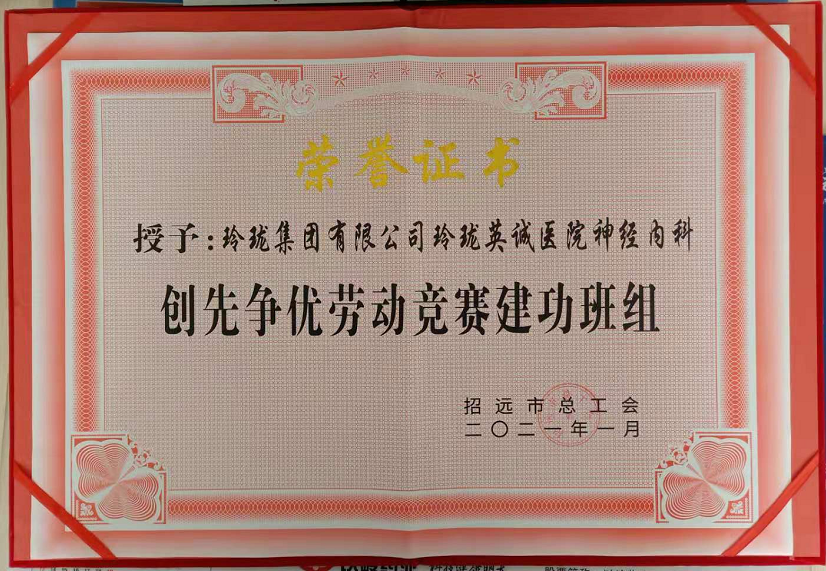 荣誉证书
授予：玲珑集团有限公司玲珑英诚医院神经内科
创先争优劳动竞赛建功班组
招远市总工会
二〇二一年一月